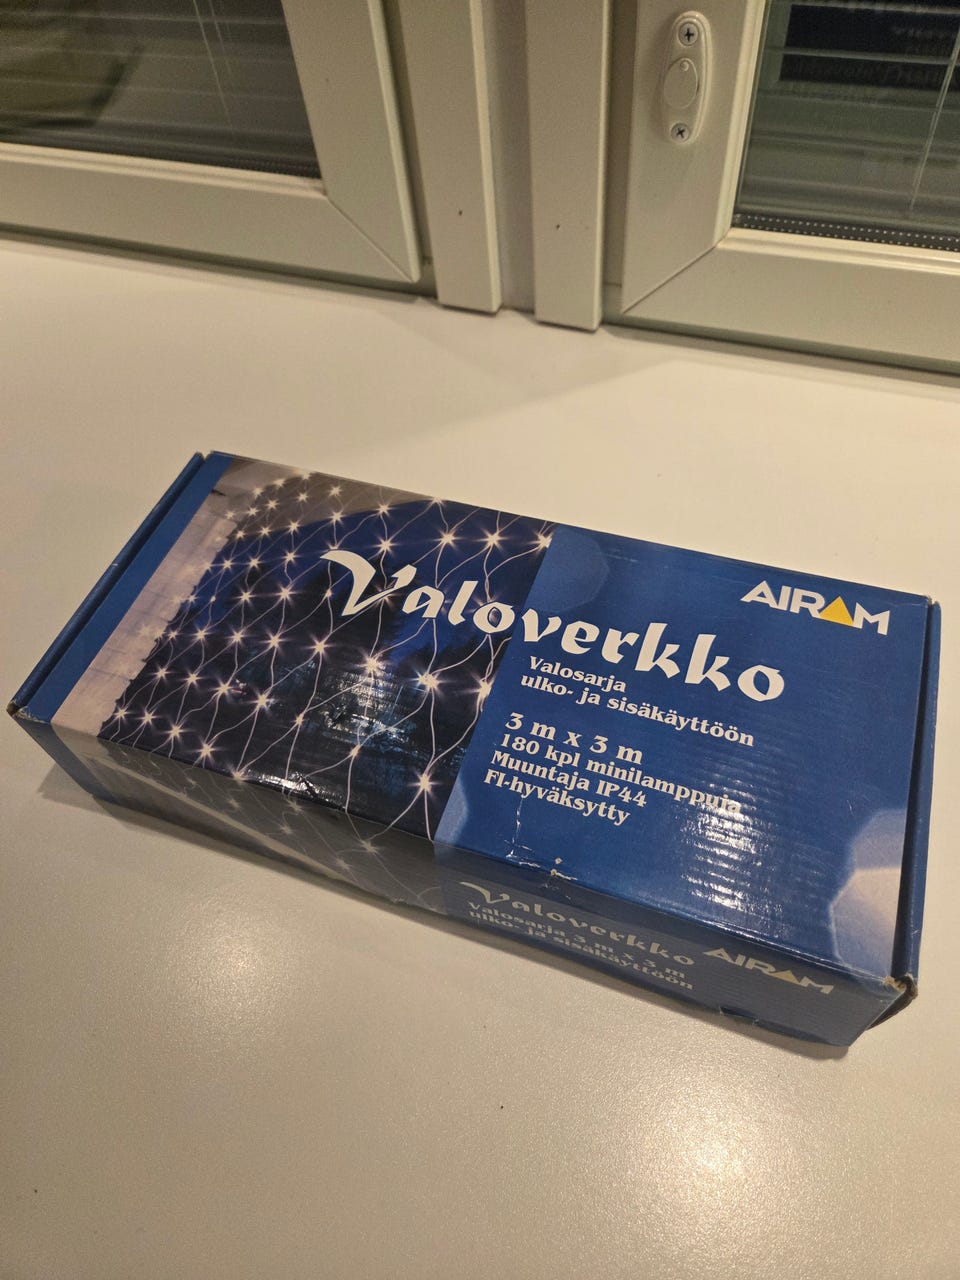 Valoverkko
AIRAM
Valosarja
ulko- ja sisäkäyttöön
3 m x 3 m
180 kpl minilamppuja
Muuntaja IP44
FI-hyväksytty
Valoverkko
Valosarja 3 m x 3 m
ulko- ja sisäkäyttöön
AIRAM